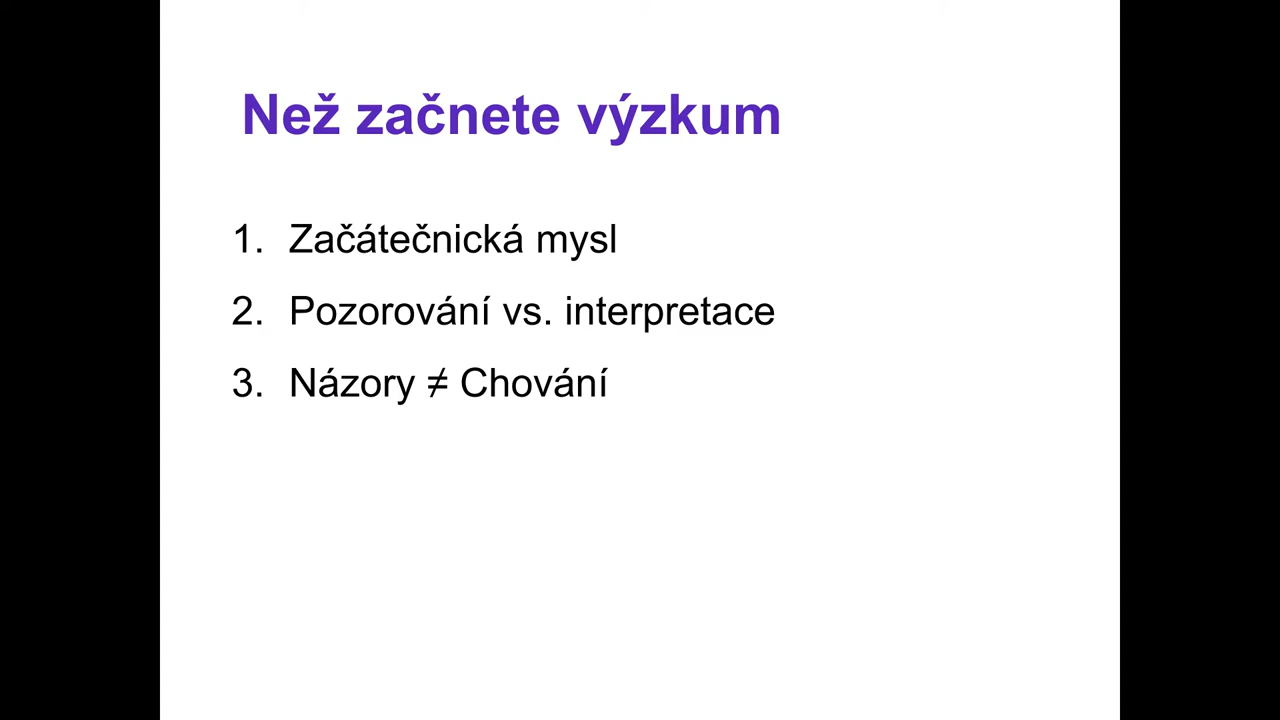 Než začnete výzkum
1. Začátečnická mysl
2. Pozorování vs. interpretace
3. Názory ≠ Chování